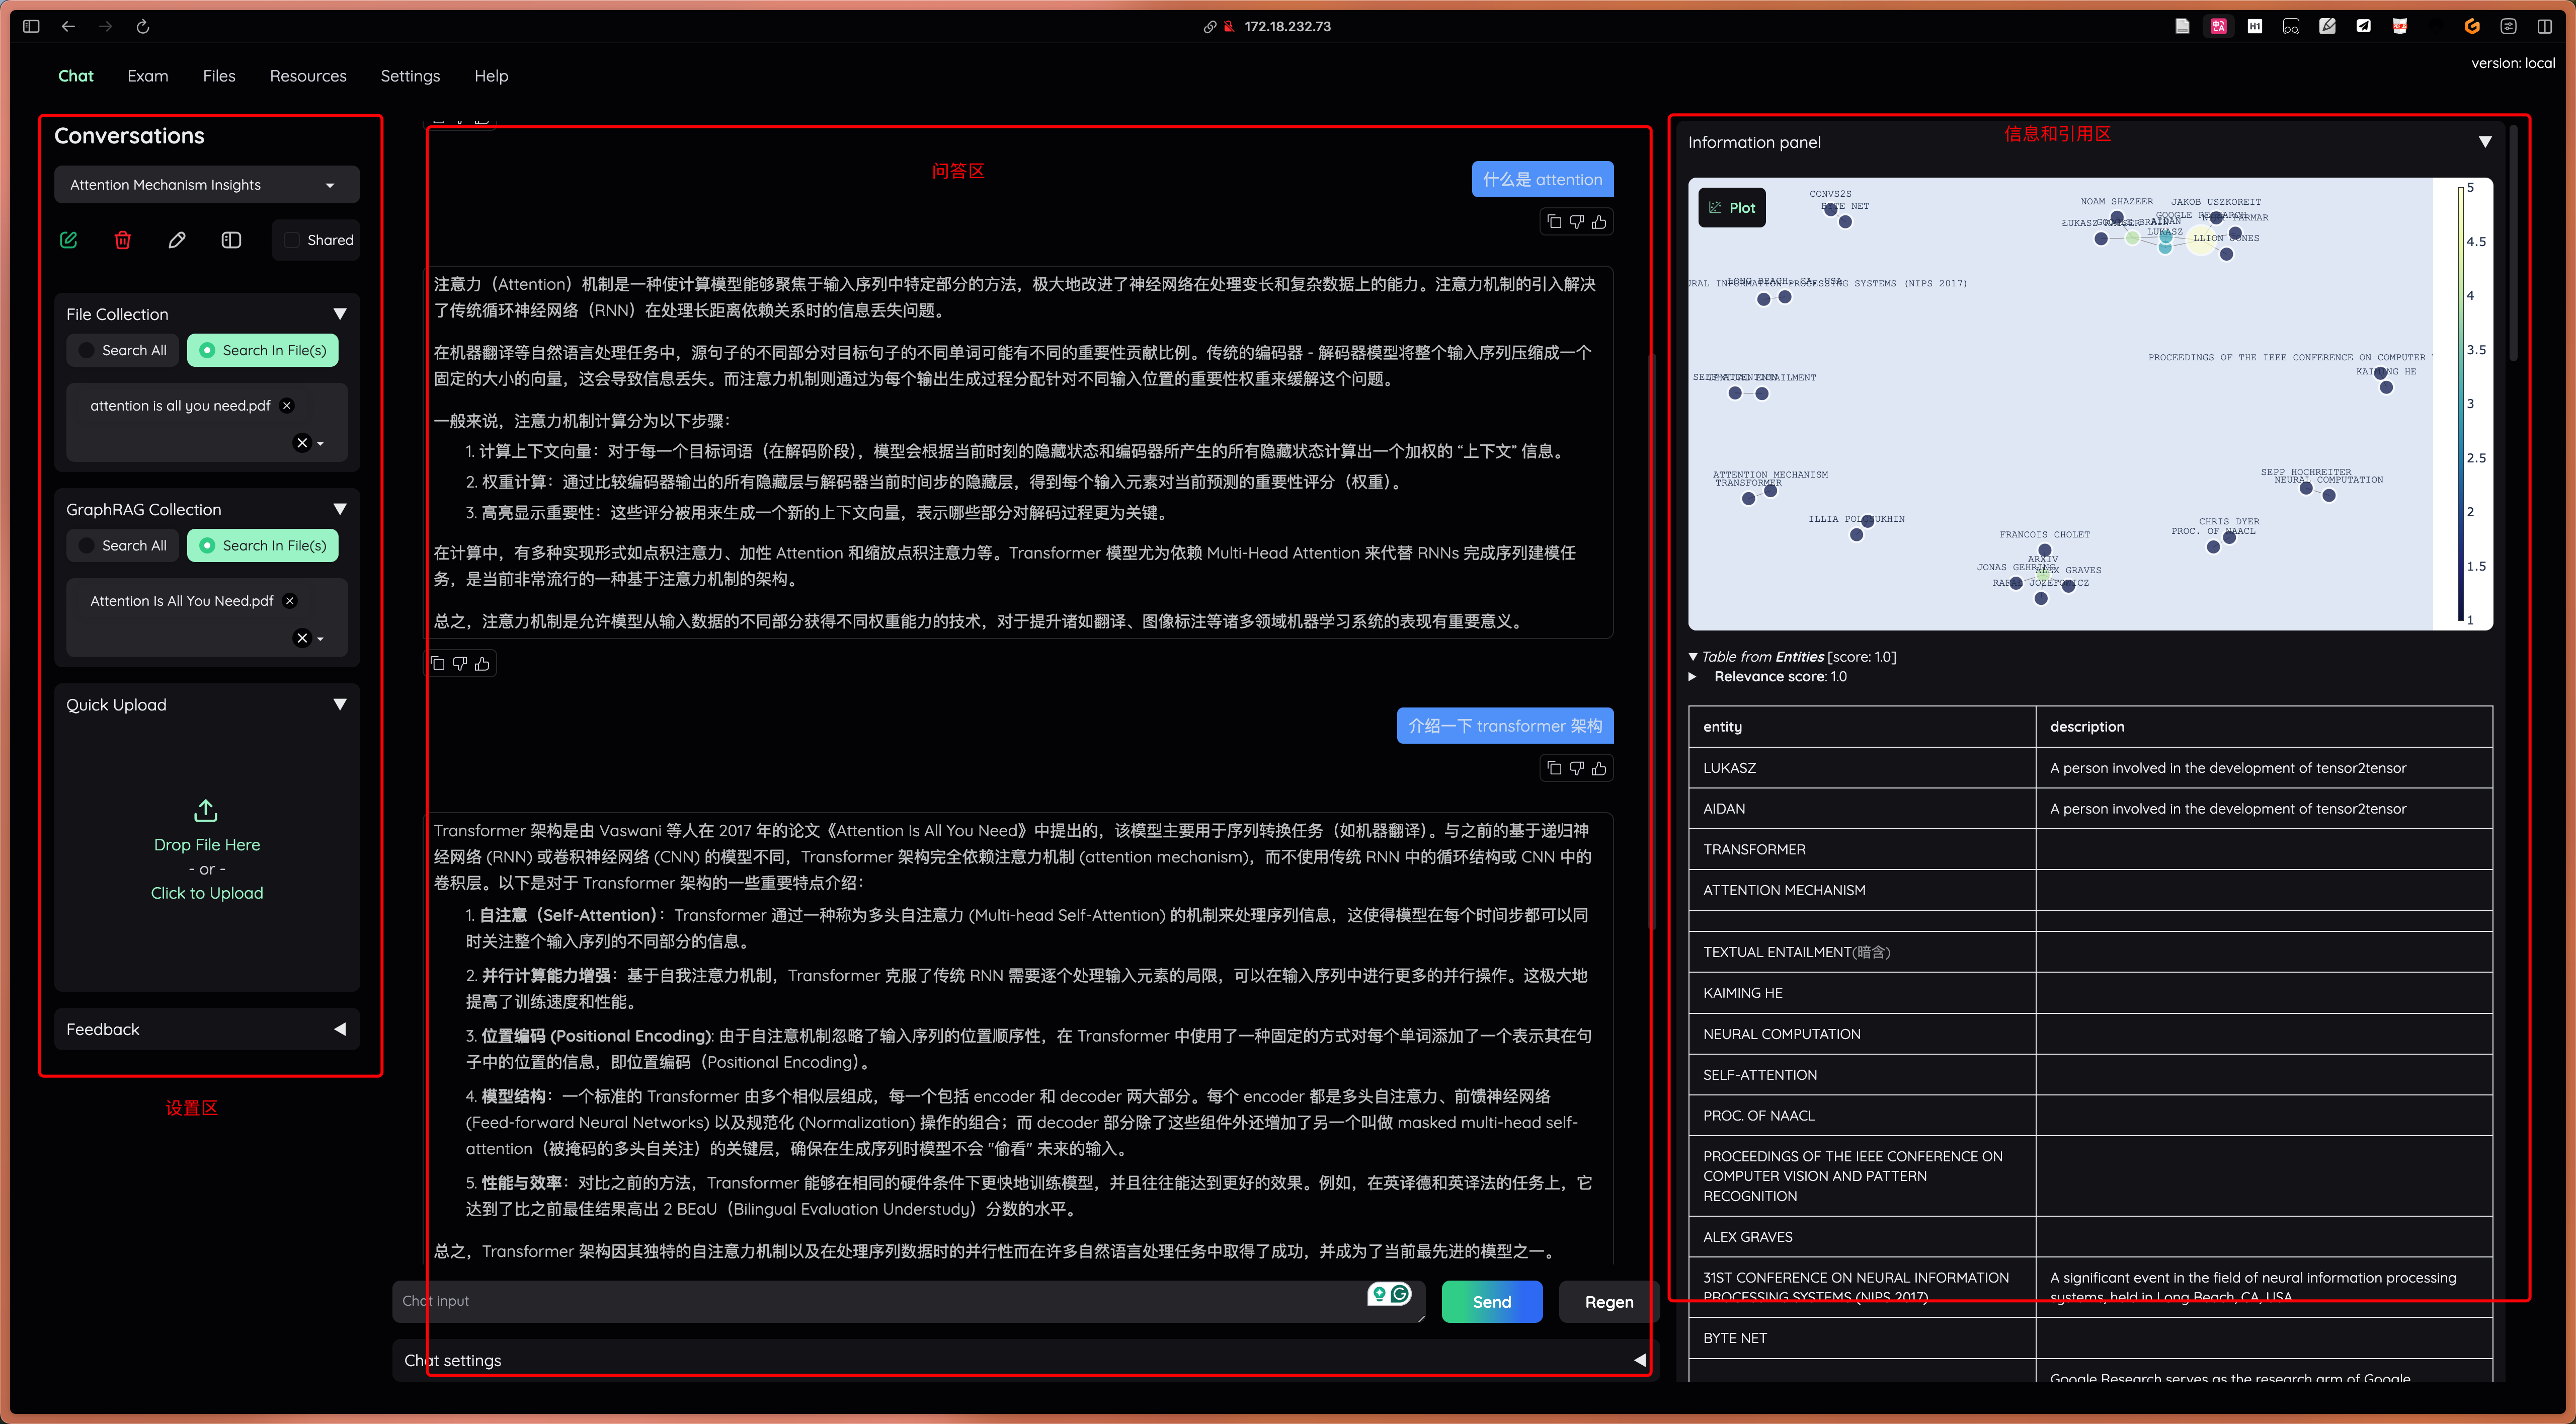 172.18.232.73
Chat
Exam
Files
Resources
Settings
Help
version: local
Conversations
Attention Mechanism Insights
Shared
File Collection
Search All
Search In File(s)
attention is all you need.pdf
GraphRAG Collection
Search All
Search In File(s)
Attention Is All You Need.pdf
Quick Upload
Drop File Here
- or -
Click to Upload
Feedback
设置区
问答区
什么是 attention
注意力（Attention）机制是一种使计算模型能够聚焦于输入序列中特定部分的方法，极大地改进了神经网络在处理变长和复杂数据上的能力。注意力机制的引入解决
了传统循环神经网络（RNN）在处理长距离依赖关系时的信息丢失问题。
在机器翻译等自然语言处理任务中，源句子的不同部分对目标句子的不同单词可能有不同的重要性贡献比例。传统的编码器 - 解码器模型将整个输入序列压缩成一个
固定的大小的向量，这会导致信息丢失。而注意力机制则通过为每个输出生成过程分配针对不同输入位置的重要性权重来缓解这个问题。
一般来说，注意力机制计算分为以下步骤：
1. 计算上下文向量：对于每一个目标词语（在解码阶段），模型会根据当前时刻的隐藏状态和编码器所产生的所有隐藏状态计算出一个加权的 “上下文” 信息。
2. 权重计算：通过比较编码器输出的所有隐藏层与解码器当前时间步的隐藏层，得到每个输入元素对当前预测的重要性评分（权重）。
3. 高亮显示重要性：这些评分被用来生成一个新的上下文向量，表示哪些部分对解码过程更为关键。
在计算中，有多种实现形式如点积注意力、加性 Attention 和缩放点积注意力等。Transformer 模型尤为依赖 Multi-Head Attention 来代替 RNNs 完成序列建模任
务，是当前非常流行的一种基于注意力机制的架构。
总之，注意力机制是允许模型从输入数据的不同部分获得不同权重能力的技术，对于提升诸如翻译、图像标注等诸多领域机器学习系统的表现有重要意义。
介绍一下 transformer 架构
Transformer 架构是由 Vaswani 等人在 2017 年的论文《Attention Is All You Need》中提出的，该模型主要用于序列转换任务（如机器翻译）。与之前的基于递归神
经网络 (RNN) 或卷积神经网络 (CNN) 的模型不同，Transformer 架构完全依赖注意力机制 (attention mechanism)，而不使用传统 RNN 中的循环结构或 CNN 中的
卷积层。以下是对于 Transformer 架构的一些重要特点介绍：
1. 自注意（Self-Attention）：Transformer 通过一种称为多头自注意力 (Multi-head Self-Attention) 的机制来处理序列信息，这使得模型在每个时间步都可以同
时关注整个输入序列的不同部分的信息。
2. 并行计算能力增强：基于自我注意力机制，Transformer 克服了传统 RNN 需要逐个处理输入元素的局限，可以在输入序列中进行更多的并行操作。这极大地
提高了训练速度和性能。
3. 位置编码 (Positional Encoding): 由于自注意机制忽略了输入序列的位置顺序性，在 Transformer 中使用了一种固定的方式对每个单词添加了一个表示其在句
子中的位置的信息，即位置编码（Positional Encoding）。
4. 模型结构：一个标准的 Transformer 由多个相似层组成，每一个包括 encoder 和 decoder 两大部分。每个 encoder 都是多头自注意力、前馈神经网络
(Feed-forward Neural Networks) 以及规范化 (Normalization) 操作的组合；而 decoder 部分除了这些组件外还增加了另一个叫做 masked multi-head self-
attention（被掩码的多头自关注）的关键层，确保在生成序列时模型不会 "偷看" 未来的输入。
5. 性能与效率：对比之前的方法，Transformer 能够在相同的硬件条件下更快地训练模型，并且往往能达到更好的效果。例如，在英译德和英译法的任务上，它
达到了比之前最佳结果高出 2 BEaU（Bilingual Evaluation Understudy）分数的水平。
总之，Transformer 架构因其独特的自注意力机制以及在处理序列数据时的并行性而在许多自然语言处理任务中取得了成功，并成为了当前最先进的模型之一。
Chat input
Send
Regen
Chat settings
信息和引用区
Information panel
Plot
CONVS2S
BYTE NET
NOAM SHAZEER
JAKOB USZKOREIT
LUKASZ
LLION JONES
LONG BEACH, CA, USA
SYSTEMS (NIPS 2017)
PROCEEDINGS OF THE IEEE CONFERENCE ON COMPUTER
KAIMING HE
ATTENTION MECHANISM
TRANSFORMER
SEPP HOCHREITER
NEURAL COMPUTATION
ILLIA POLOSUKHIN
CHRIS DYER
PROC. OF NAACL
FRANCOIS CHOLLET
ARXIV
JONAS GEHRING
ALEX GRAVES
5
4.5
4
3.5
3
2.5
2
1.5
1
Table from Entities [score: 1.0]
Relevance score: 1.0
entity description
LUKASZ A person involved in the development of tensor2tensor
AIDAN A person involved in the development of tensor2tensor
TRANSFORMER
ATTENTION MECHANISM
TEXTUAL ENTAILMENT(暗含)
KAIMING HE
NEURAL COMPUTATION
SELF-ATTENTION
PROC. OF NAACL
PROCEEDINGS OF THE IEEE CONFERENCE ON
COMPUTER VISION AND PATTERN
RECOGNITION
ALEX GRAVES
31ST CONFERENCE ON NEURAL INFORMATION A significant event in the field of neural information processing
PROCESSING SYSTEMS (NIPS 2017) systems, held in Long Beach, CA, USA
BYTE NET
Google Research serves as the research arm of Google